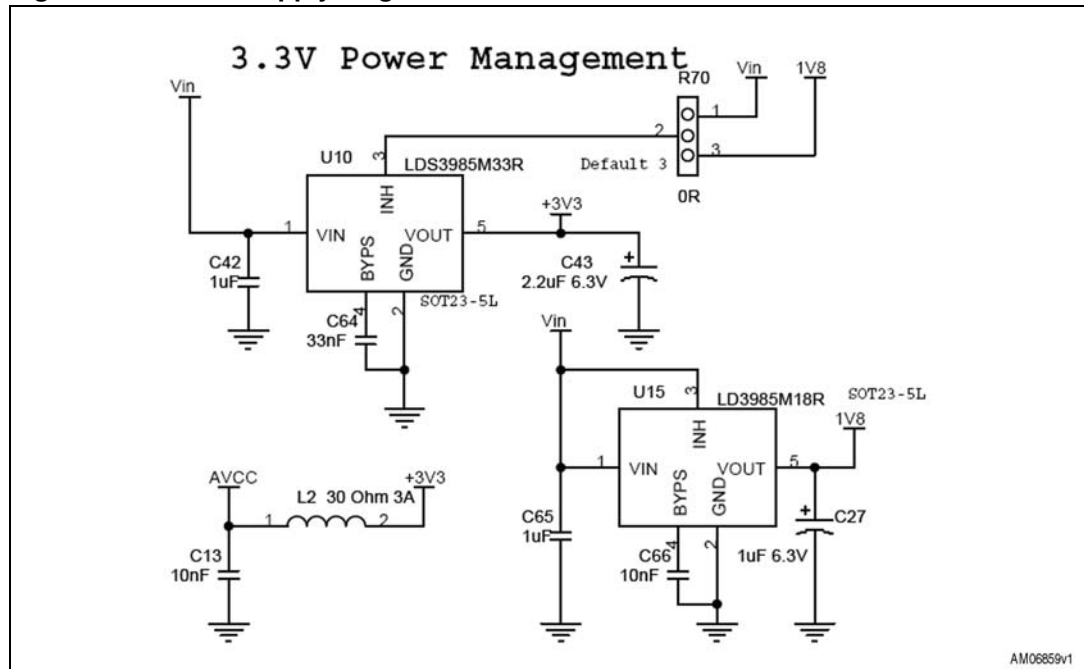 3.3V Power Management
Vin
R70
Vin
1V8
1
2
3
Default 3
0R
U10
3
LDS3985M33R
INH
1
VIN
VOUT
5
BYPS
GND
4
2
SOT23-5L
+3V3
C42
1uF
C43
2.2uF 6.3V
C64
33nF
Vin
U15
3
LD3985M18R
SOT23-5L
INH
1V8
1
VIN
VOUT
5
BYPS
GND
4
2
C65
1uF
C66
10nF
C27
1uF 6.3V
AVCC
+3V3
L2 30 Ohm 3A
1
2
C13
10nF
AM06859v1